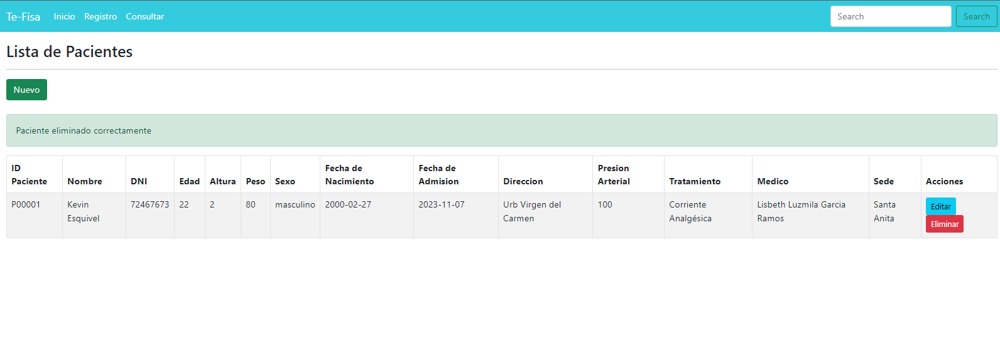 Te-Fisa Inicio Registro Consultar Search Search
Lista de Pacientes
Nuevo
Paciente eliminado correctamente
ID Paciente Nombre DNI Edad Altura Peso Sexo Fecha de Nacimiento Fecha de Admision Direccion Presion Arterial Tratamiento Medico Sede Acciones
P00001 Kevin Esquivel 72467673 22 2 80 masculino 2000-02-27 2023-11-07 Urb Virgen del Carmen 100 Corriente Analgésica Lisbeth Luzmila Garcia Ramos Santa Anita Editar
Eliminar